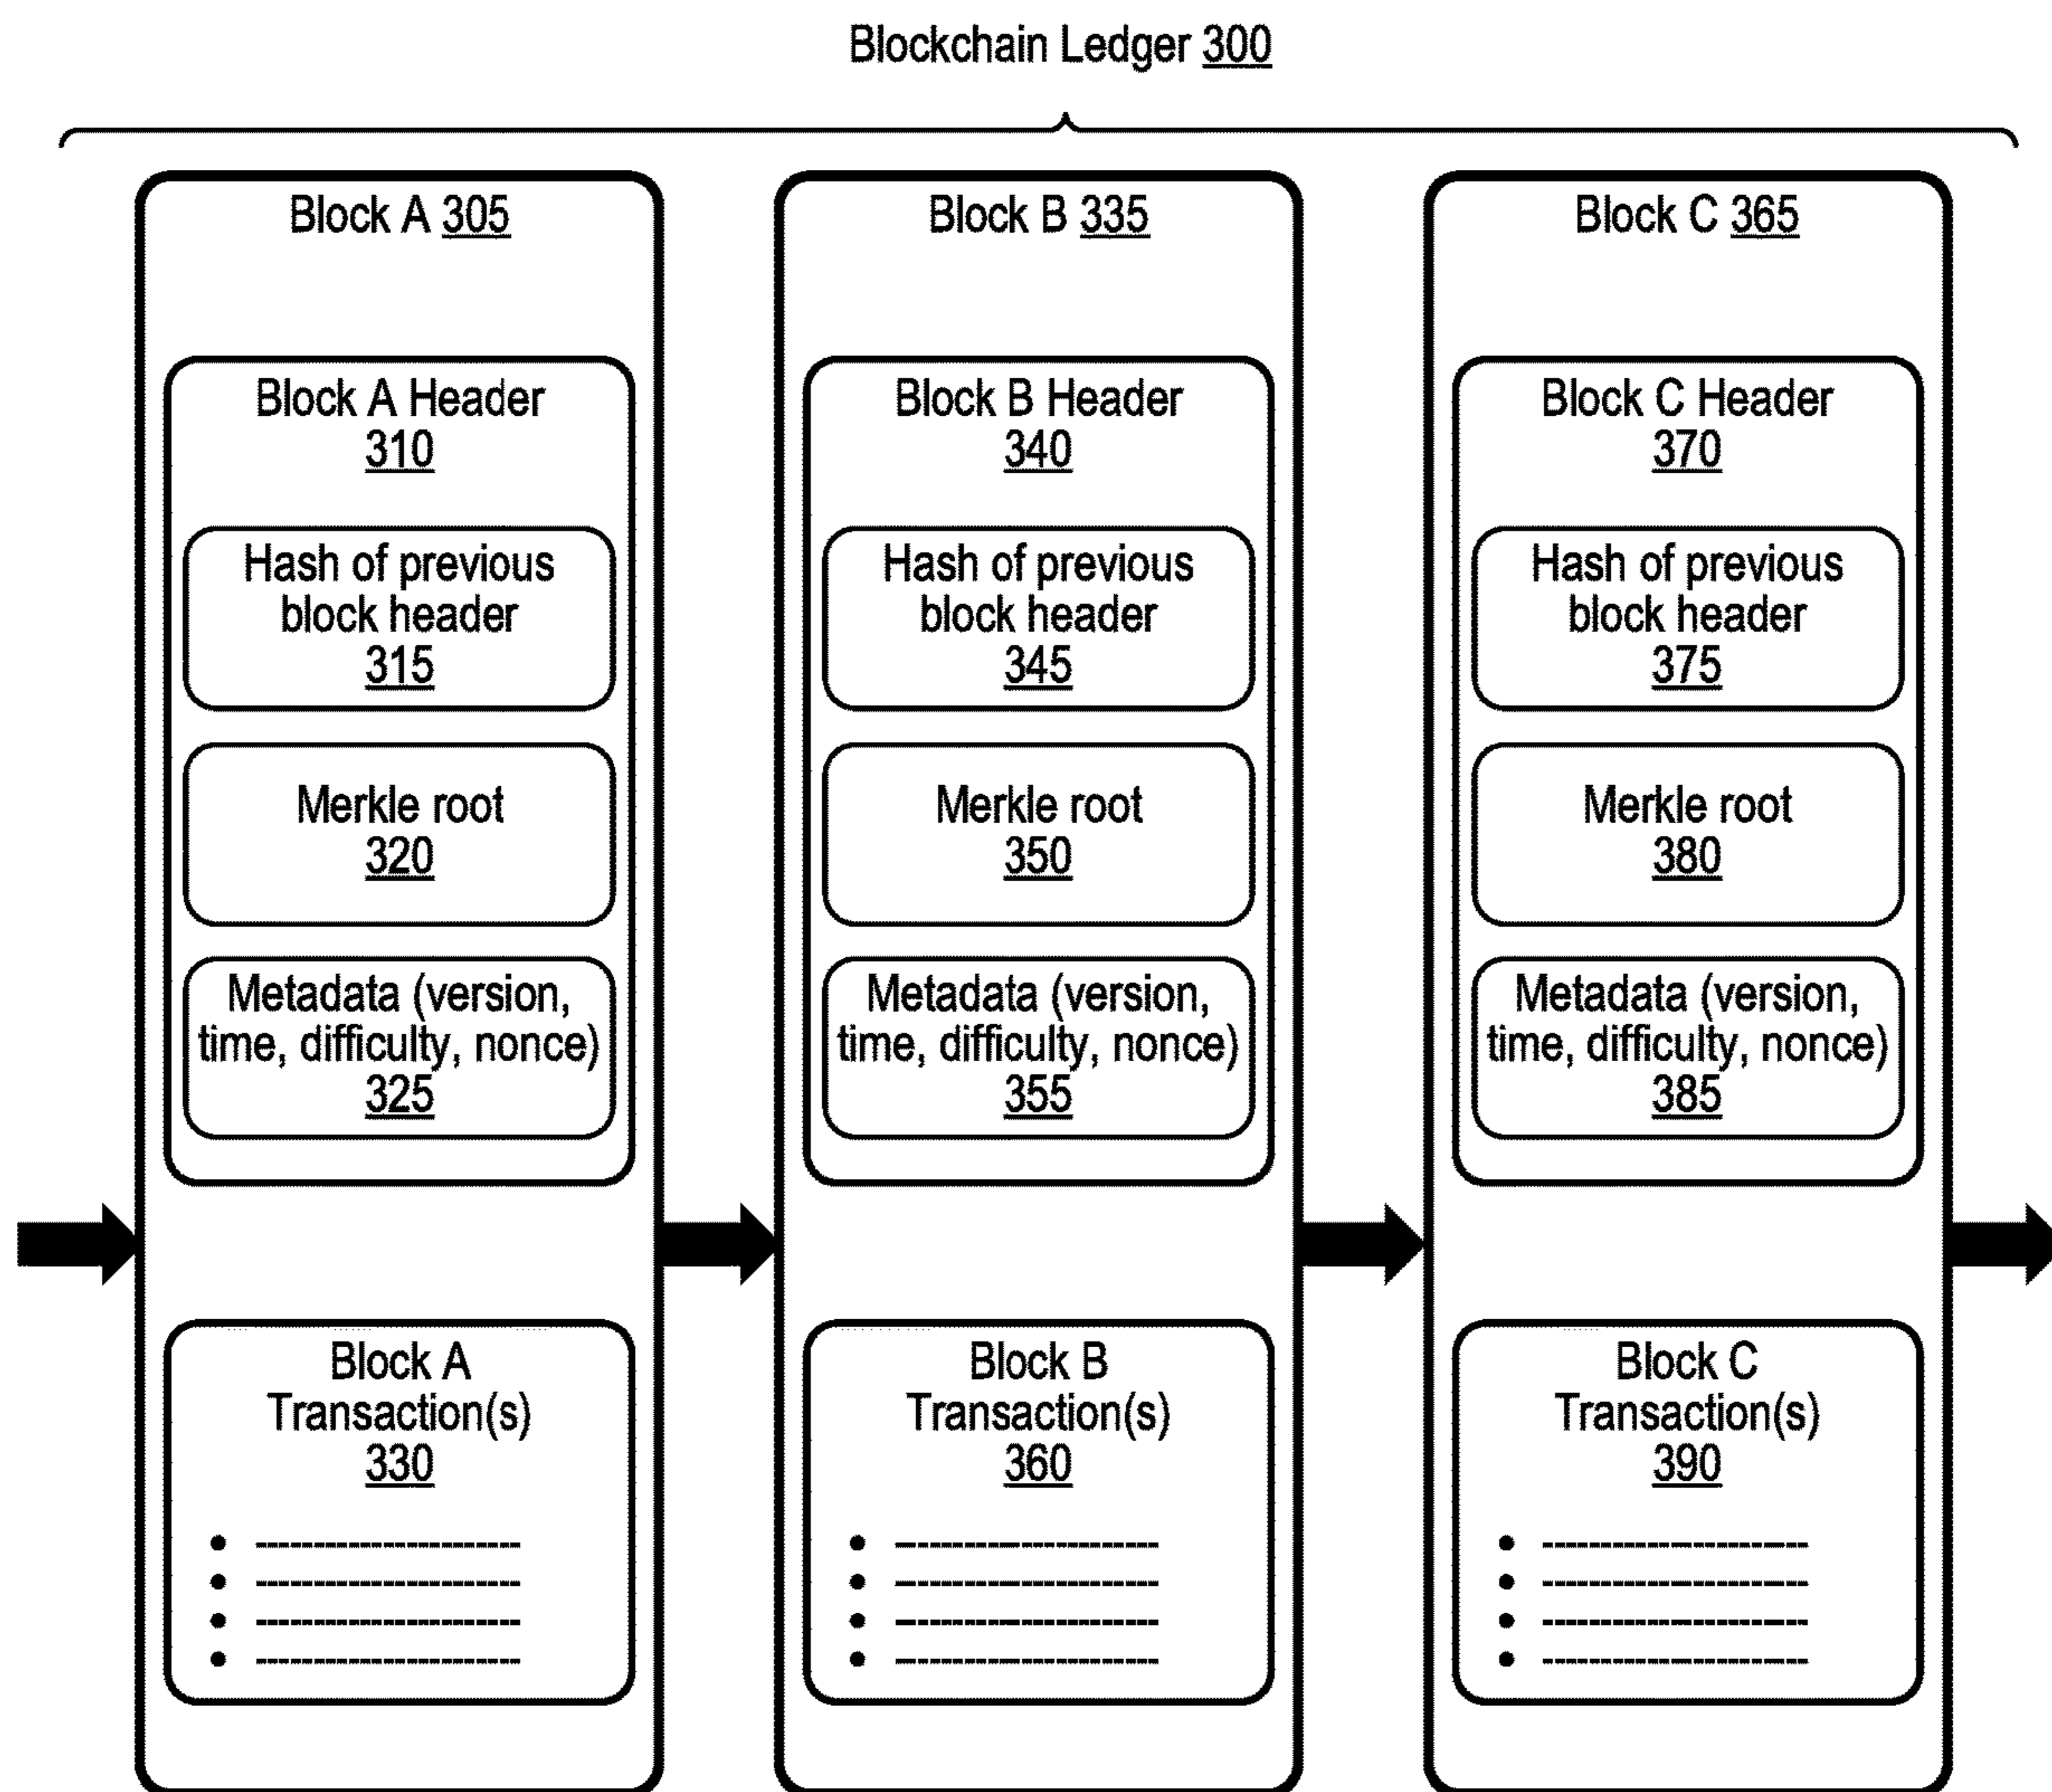 Blockchain Ledger 300
Block A 305
Block A Header
310
Hash of previous
block header
315
Merkle root
320
Metadata (version,
time, difficulty, nonce)
325
Block A
Transaction(s)
330
Block B 335
Block B Header
340
Hash of previous
block header
345
Merkle root
350
Metadata (version,
time, difficulty, nonce)
355
Block B
Transaction(s)
360
Block C 365
Block C Header
370
Hash of previous
block header
375
Merkle root
380
Metadata (version,
time, difficulty, nonce)
385
Block C
Transaction(s)
390